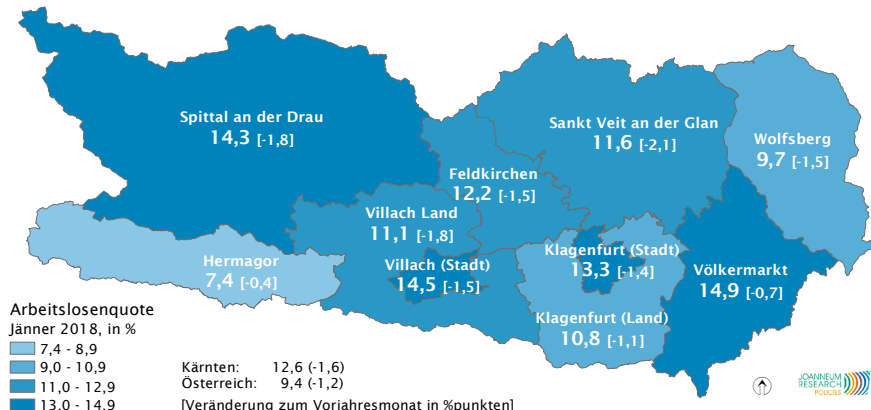 Spittal an der Drau
14,3 [-1,8]
Sankt Veit an der Glan
11,6 [-2,1]
Wolfsberg
9,7 [-1,5]
Feldkirchen
12,2 [-1,5]
Villach Land
11,1 [-1,8]
Hermagor
7,4 [-0,4]
Villach (Stadt)
14,5 [-1,5]
Klagenfurt (Stadt)
13,3 [-1,4]
Völkermarkt
14,9 [-0,7]
Klagenfurt (Land)
10,8 [-1,1]
Arbeitslosenquote
Jänner 2018, in %
7,4 - 8,9
9,0 - 10,9
11,0 - 12,9
13,0 - 14,9
Kärnten: 12,6 (-1,6)
Österreich: 9,4 (-1,2)
[Veränderung zum Vorjahresmonat in %punkten]
JOANNEUM
RESEARCH
POLICIES